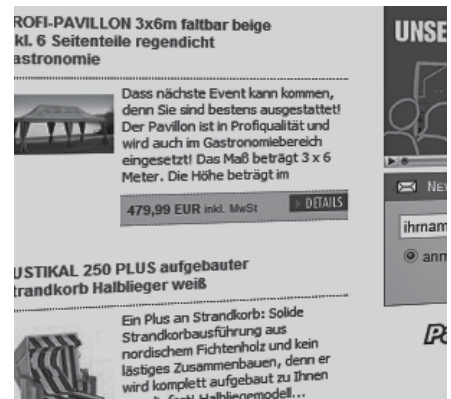 ROFI-PAVILLON 3x6m faltbar beige
kl. 6 Seitenteile regendicht
astronomie
Dass nächste Event kann kommen,
denn Sie sind bestens ausgestattet!
Der Pavillon ist in Profiqualität und
wird auch im Gastronomiebereich
eingesetzt! Das Maß beträgt 3 x 6
Meter. Die Höhe beträgt im
479,99 EUR inkl. MwSt
DETAILS
USTIKAL 250 PLUS aufgebauter
trandkorb Halblieger weiß
Ein Plus an Strandkorb: Solide
Strandkorbausführung aus
nordischem Fichtenholz und kein
lästiges Zusammenbauen, denn er
wird komplett aufgebaut zu Ihnen
Halbliegemodell...
UNSE
NEW
ihrnam
anm